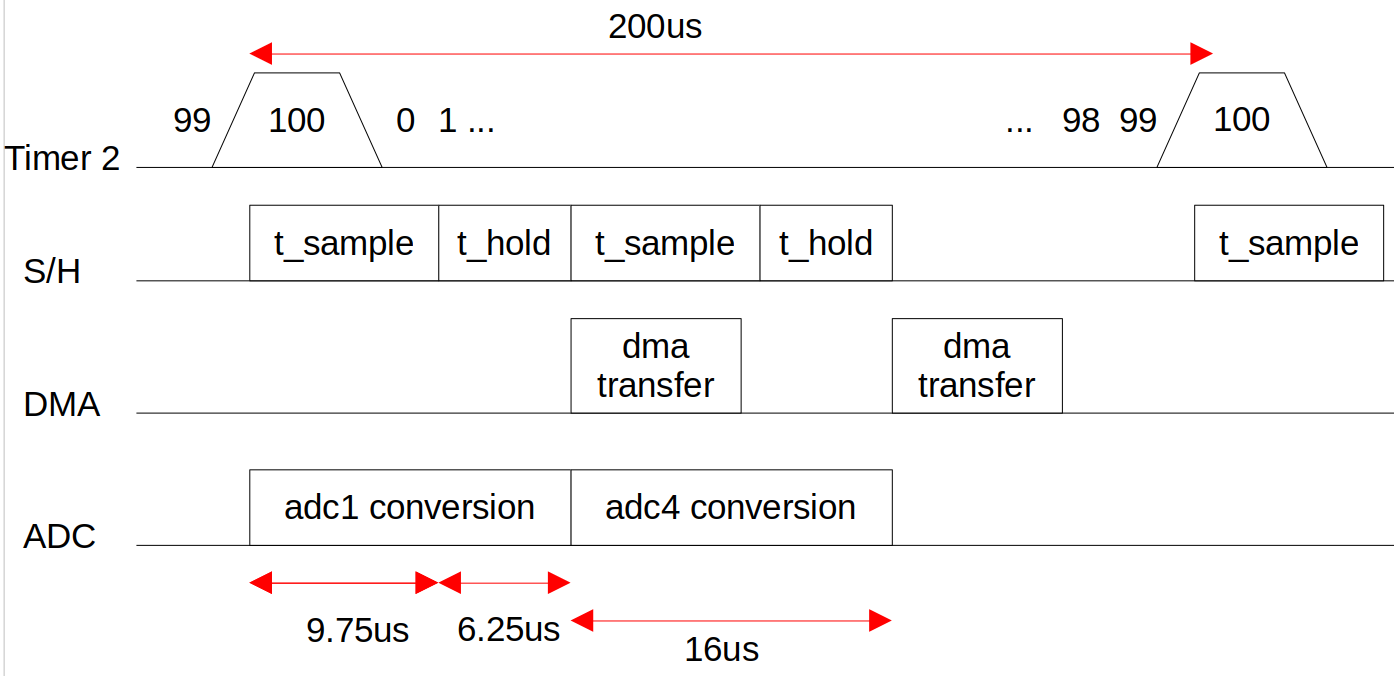 200us
99 100 0 1 ... ... 98 99 100
Timer 2
t_sample t_hold t_sample t_hold t_sample
S/H
dma
transfer
dma
transfer
DMA
adc1 conversion adc4 conversion
ADC
9.75us 6.25us
16us